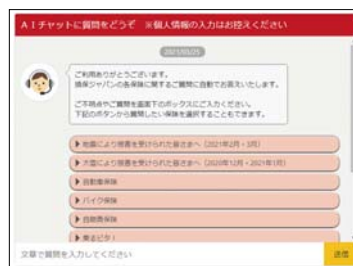 AIチャットに質問をどうぞ ※個人情報の入力はお控えください
2021/05/25
ご利用ありがとうございます。
損保ジャパンの各保険に関するご質問に自動でお答えいたします。
ご不明点やご質問を画面下のボックスにご入力ください。
下記のボタンから質問したい保険を選択することもできます。
▶ 地震により被害を受けられた皆さまへ（2021年2月・3月）
▶ 大雪により被害を受けられた皆さまへ（2020年12月・2021年1月）
▶ 自動車保険
▶ バイク保険
▶ 自賠責保険
▶ 乗るピタ！
文章で質問を入力してください
送信